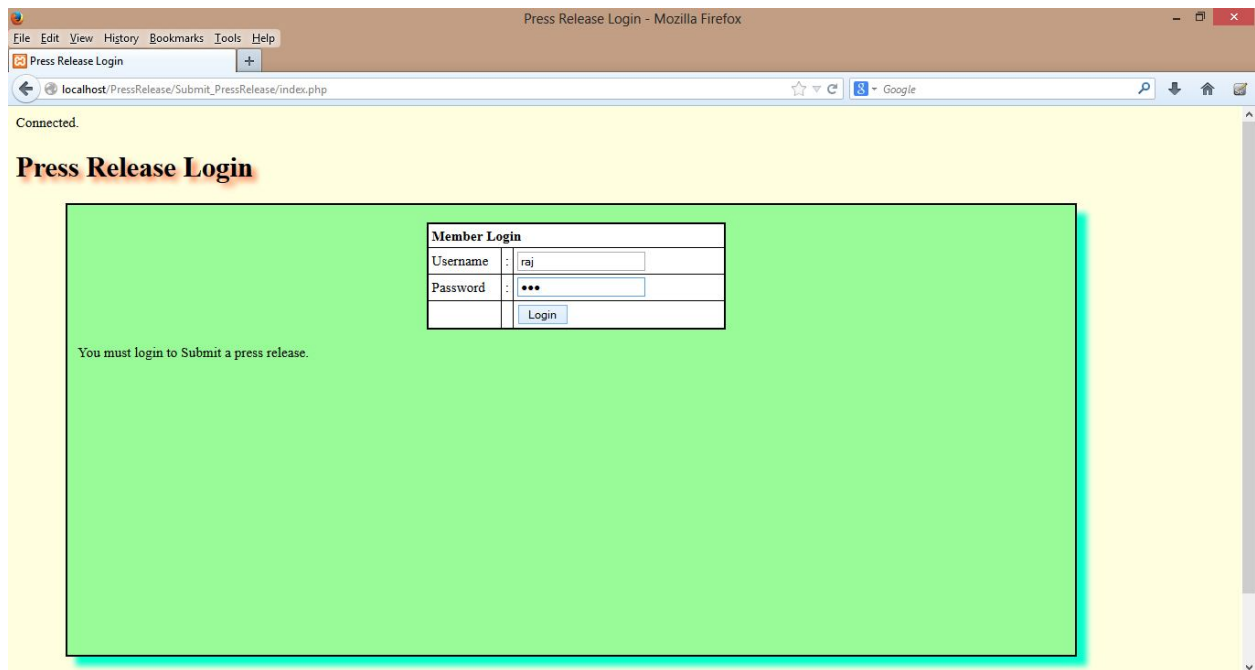 Press Release Login - Mozilla Firefox
File Edit View History Bookmarks Tools Help
Press Release Login +
localhost/PressRelease/Submit_PressRelease/index.php 8 Google
Connected.
Press Release Login
Member Login
Username : raj
Password : •••
Login
You must login to Submit a press release.